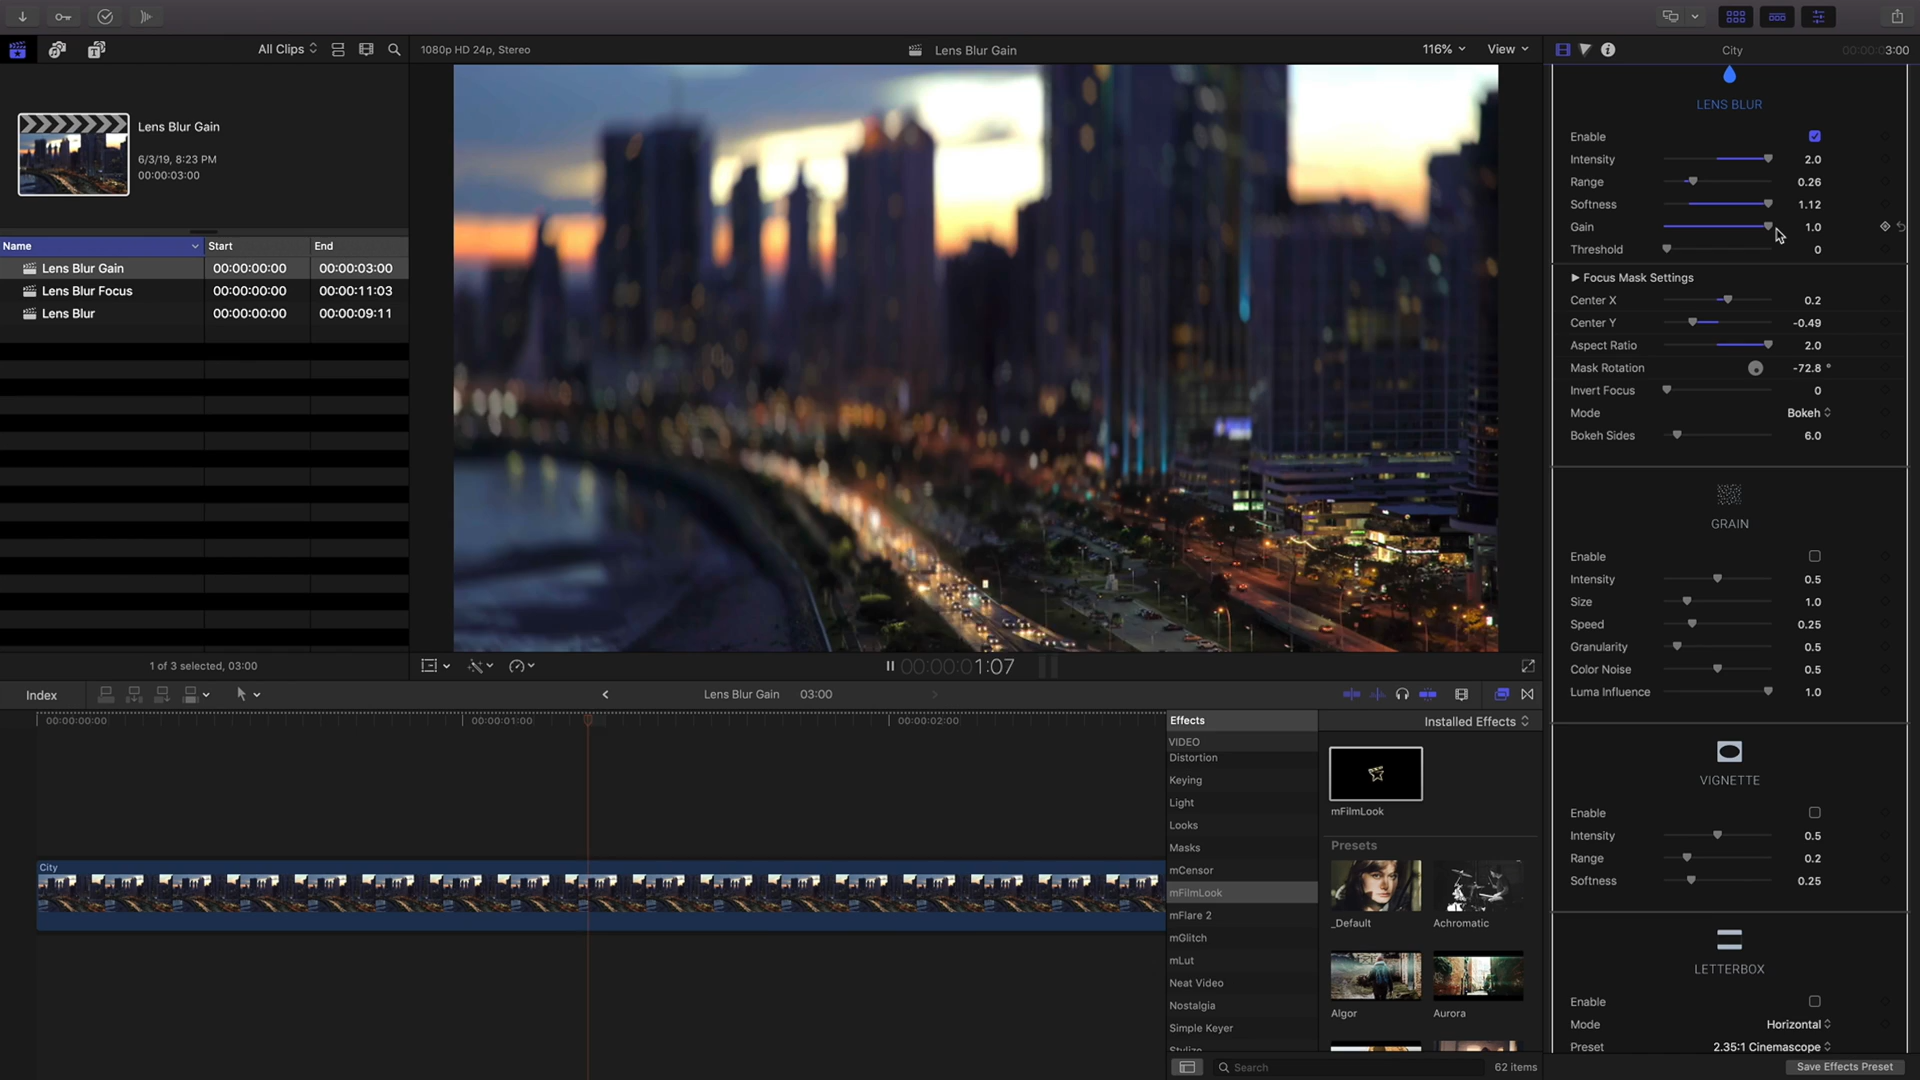 All Clips
1080p HD 24p, Stereo
Lens Blur Gain
116%
View
City
00:00:00:03:00
Lens Blur Gain
6/3/19, 8:23 PM
00:00:03:00
Name Start End
Lens Blur Gain 00:00:00:00 00:00:03:00
Lens Blur Focus 00:00:00:00 00:00:11:03
Lens Blur 00:00:00:00 00:00:09:11
1 of 3 selected, 03:00
00:00:00:01:07
LENS BLUR
Enable
Intensity 2.0
Range 0.26
Softness 1.12
Gain 1.0
Threshold 0
Focus Mask Settings
Center X 0.2
Center Y -0.49
Aspect Ratio 2.0
Mask Rotation -72.8 °
Invert Focus 0
Mode Bokeh
Bokeh Sides 6.0
GRAIN
Enable
Intensity 0.5
Size 1.0
Speed 0.25
Granularity 0.5
Color Noise 0.5
Luma Influence 1.0
VIGNETTE
Enable
Intensity 0.5
Range 0.2
Softness 0.25
LETTERBOX
Enable
Mode Horizontal
Preset 2.35:1 Cinemascope
Save Effects Preset
Index
Lens Blur Gain 03:00
00:00:00:00
00:00:01:00
00:00:02:00
City
Effects
VIDEO
Distortion
Keying
Light
Looks
Masks
mCensor
mFilmLook
mFlare 2
mGlitch
mLut
Neat Video
Nostalgia
Simple Keyer
Stylize
Installed Effects
mFilmLook
Presets
_Default
Achromatic
Algor
Aurora
Search
62 items